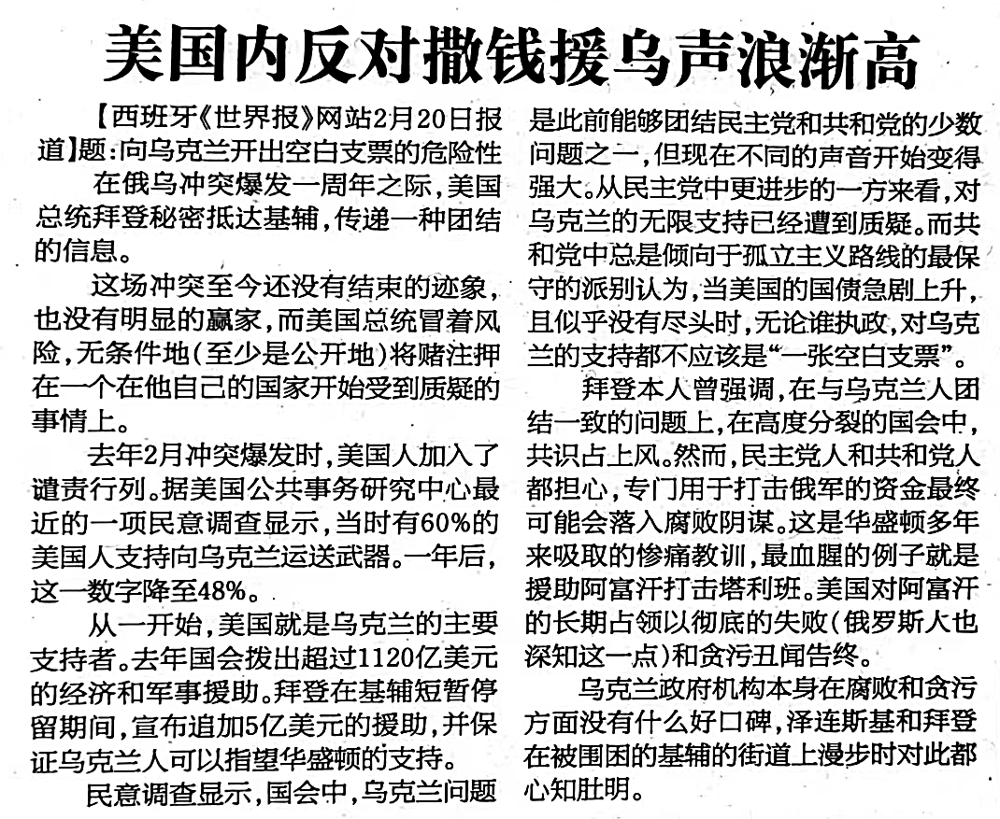 美国内反对撒钱援乌声浪渐高
【西班牙《世界报》网站2月20日报
道】题：向乌克兰开出空白支票的危险性
在俄乌冲突爆发一周年之际，美国
总统拜登秘密抵达基辅，传递一种团结
的信息。
这场冲突至今还没有结束的迹象，
也没有明显的赢家，而美国总统冒着风
险，无条件地（至少是公开地）将赌注押
在一个在他自己的国家开始受到质疑的
事情上。
去年2月冲突爆发时，美国人加入了
谴责行列。据美国公共事务研究中心最
近的一项民意调查显示，当时有60%的
美国人支持向乌克兰运送武器。一年后，
这一数字降至48%。
从一开始，美国就是乌克兰的主要
支持者。去年国会拨出超过1120亿美元
的经济和军事援助。拜登在基辅短暂停
留期间，宣布追加5亿美元的援助，并保
证乌克兰人可以指望华盛顿的支持。
民意调查显示，国会中，乌克兰问题
是此前能够团结民主党和共和党的少数
问题之一，但现在不同的声音开始变得
强大。从民主党中更进步的一方来看，对
乌克兰的无限支持已经遭到质疑。而共
和党中总是倾向于孤立主义路线的最保
守的派别认为，当美国的国债急剧上升，
且似乎没有尽头时，无论谁执政，对乌克
兰的支持都不应该是“一张空白支票”。
拜登本人曾强调，在与乌克兰人团
结一致的问题上，在高度分裂的国会中，
共识占上风。然而，民主党人和共和党人
都担心，专门用于打击俄军的资金最终
可能会落入腐败阴谋。这是华盛顿多年
来吸取的惨痛教训，最血腥的例子就是
援助阿富汗打击塔利班。美国对阿富汗
的长期占领以彻底的失败（俄罗斯人也
深知这一点）和贪污丑闻告终。
乌克兰政府机构本身在腐败和贪污
方面没有什么好口碑，泽连斯基和拜登
在被围困的基辅的街道上漫步时对此都
心知肚明。